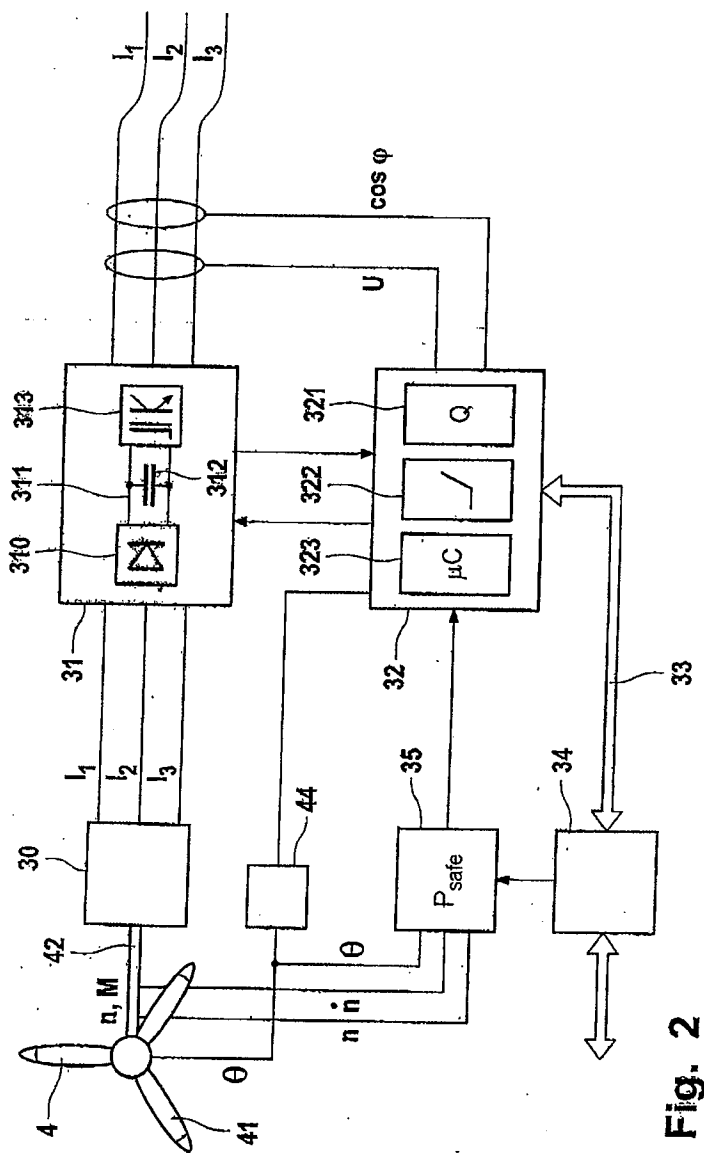 I₁
I₂
I₃
cos φ
U
313
311
312
310
31
I₁
I₂
I₃
30
42
n, M
4
41
θ
44
θ
n
ṅ
35
P safe
34
33
32
321
Q
322
323
µC
Fig. 2